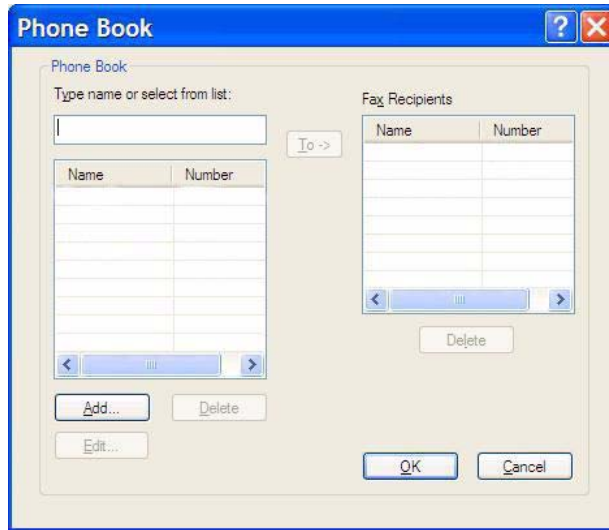 Phone Book
?
Phone Book
Type name or select from list:
Fax Recipients
To ->
Name Number
Name Number
Delete
Add... Delete
Edit...
OK Cancel